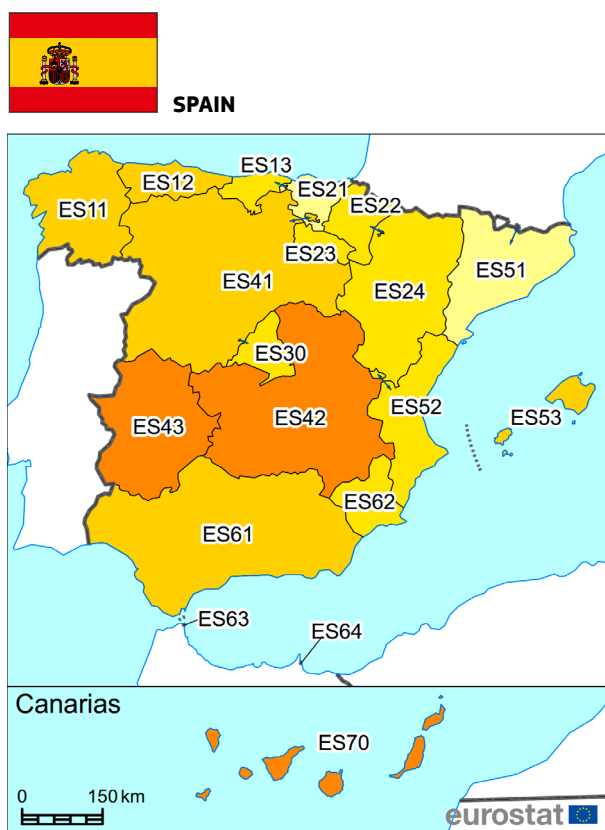 SPAIN
ES13
ES12
ES21
ES11
ES22
ES23
ES41
ES51
ES24
ES30
ES52
ES53
ES43
ES42
ES62
ES61
ES63
ES64
Canarias
ES70
0 150 km
eurostat